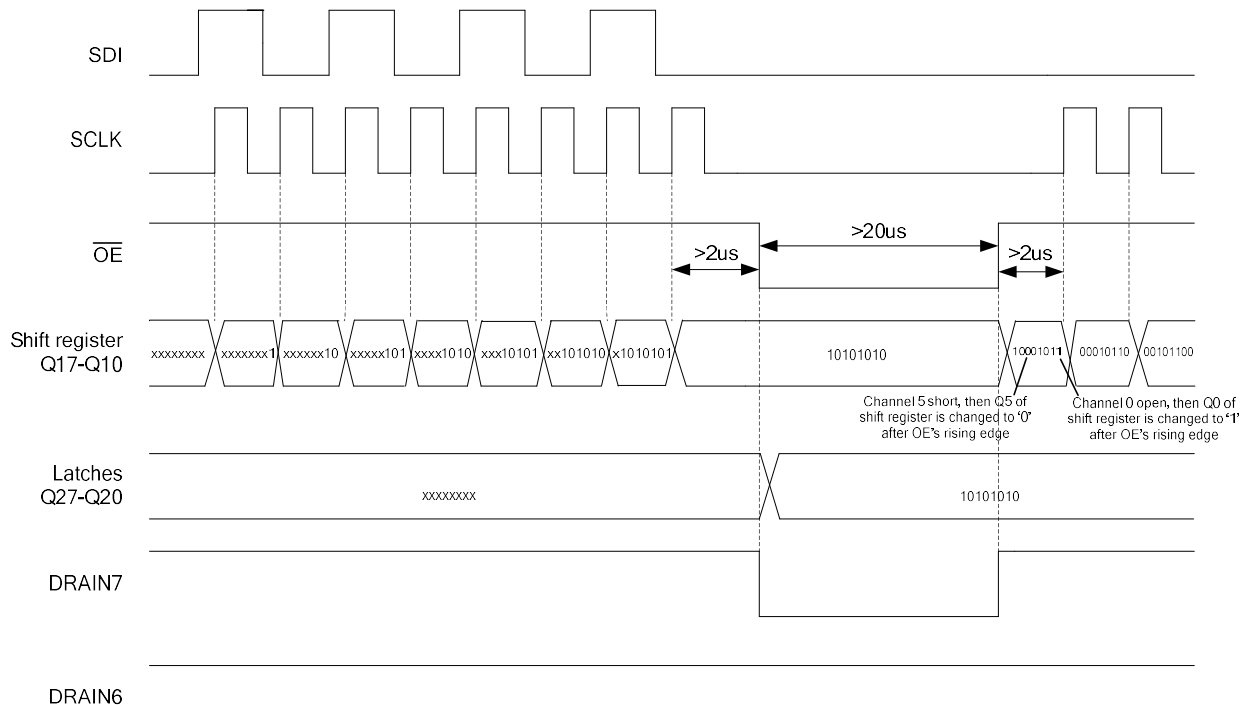 SDI
SCLK
OE
>2us
>20us
>2us
Shift register
Q17-Q10
xxxxxxxx
xxxxxxx1
xxxxxx10
xxxxx101
xxxx1010
xxx10101
xx101010
x1010101
10101010
10001011
00010110
00101100
Channel 5 short, then Q5 of
shift register is changed to ‘0’
after OE’s rising edge
Channel 0 open, then Q0 of
shift register is changed to ‘1’
after OE’s rising edge
Latches
Q27-Q20
xxxxxxxx
10101010
DRAIN7
DRAIN6